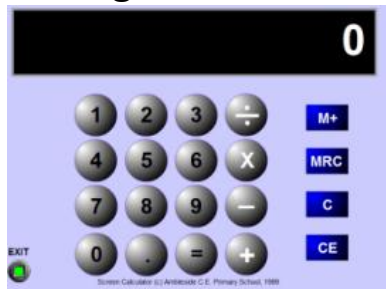 0
1 2 3 ÷ M+
4 5 6 X MRC
7 8 9 – C
0 . = + CE
EXIT
Screen Calculator (c) Ambleside C.E. Primary School, 1999